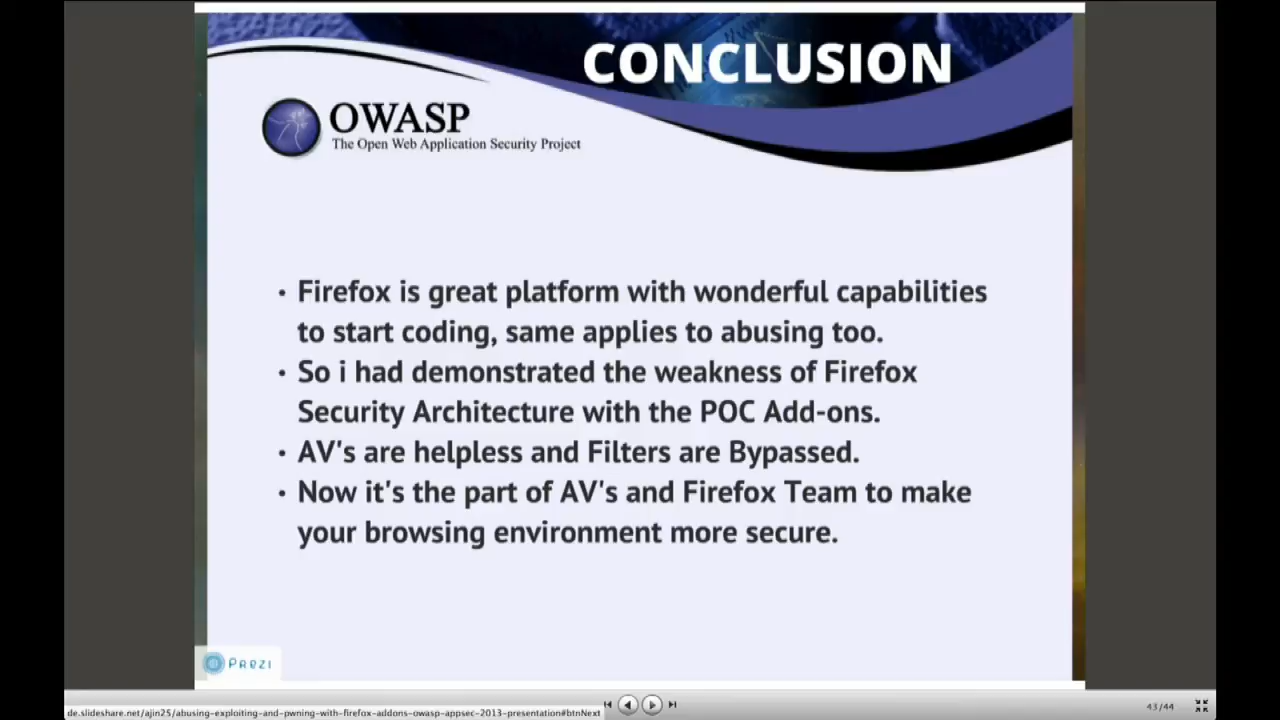 CONCLUSION
OWASP
The Open Web Application Security Project
• Firefox is great platform with wonderful capabilities
to start coding, same applies to abusing too.
• So i had demonstrated the weakness of Firefox
Security Architecture with the POC Add-ons.
• AV's are helpless and Filters are Bypassed.
• Now it's the part of AV's and Firefox Team to make
your browsing environment more secure.
Prezi
de.slideshare.net/ajin25/abusing-exploiting-and-pwning-with-firefox-addons-owasp-appsec-2013-presentation#btnNext
43/44